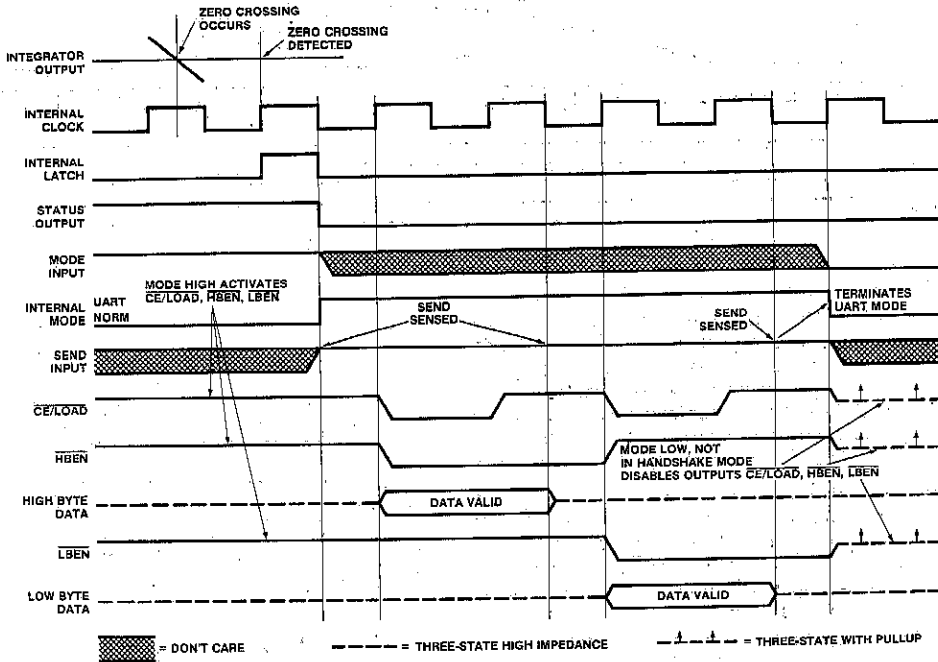 ZERO CROSSING
OCCURS
ZERO CROSSING
DETECTED
INTEGRATOR
OUTPUT
INTERNAL
CLOCK
INTERNAL
LATCH
STATUS
OUTPUT
MODE
INPUT
MODE HIGH ACTIVATES
CE/LOAD, HBEN, LBEN
INTERNAL
MODE
UART
NORM
SEND
SENSED
SEND
SENSED
TERMINATES
UART MODE
SEND
INPUT
CE/LOAD
HBEN
MODE LOW, NOT
IN HANDSHAKE MODE
DISABLES OUTPUTS CE/LOAD, HBEN, LBEN
HIGH BYTE
DATA
DATA VALID
LBEN
LOW BYTE
DATA
DATA VALID
= DON'T CARE
= THREE-STATE HIGH IMPEDANCE
= THREE-STATE WITH PULLUP